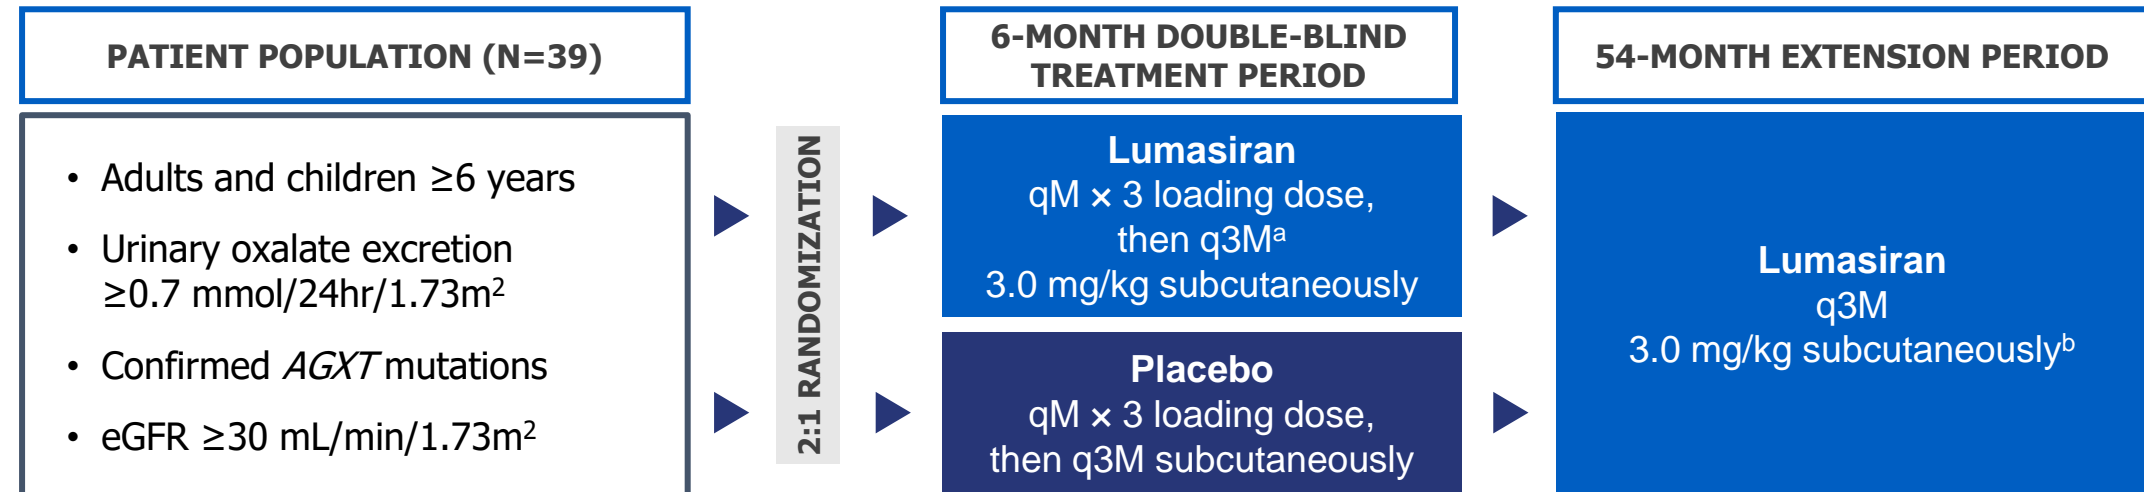 PATIENT POPULATION (N=39)
• Adults and children ≥6 years
• Urinary oxalate excretion
≥0.7 mmol/24hr/1.73m²
• Confirmed AGXT mutations
• eGFR ≥30 mL/min/1.73m²
2:1 RANDOMIZATION
6-MONTH DOUBLE-BLIND
TREATMENT PERIOD
Lumasiran
qM × 3 loading dose,
then q3Mᵃ
3.0 mg/kg subcutaneously
Placebo
qM × 3 loading dose,
then q3M subcutaneously
54-MONTH EXTENSION PERIOD
Lumasiran
q3M
3.0 mg/kg subcutaneouslyᵇ